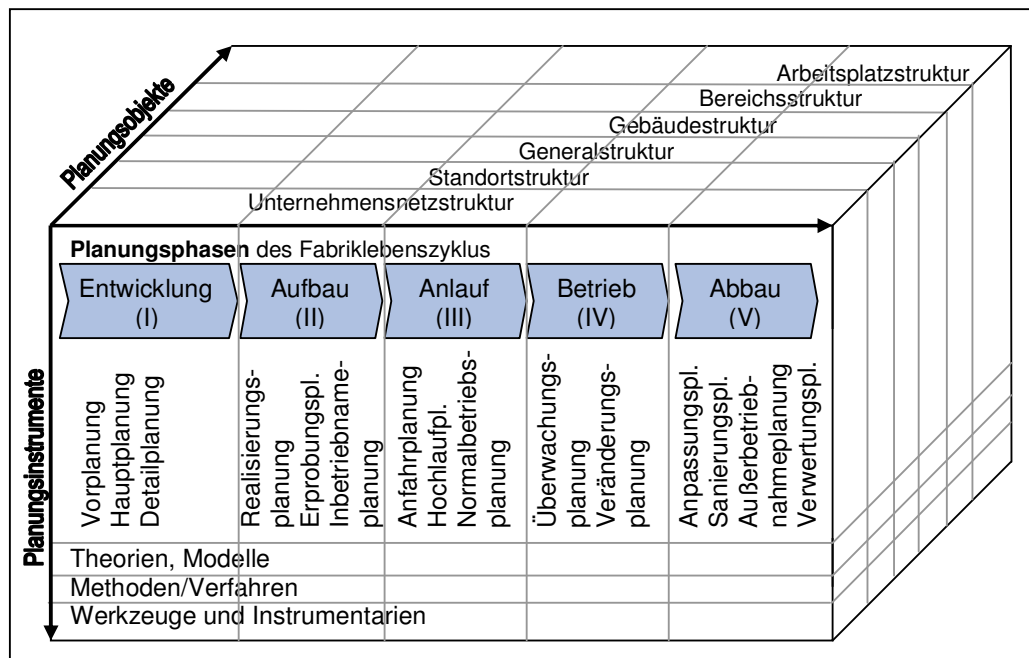 Planungsobjekte
Arbeitsplatzstruktur
Bereichsstruktur
Gebäudestruktur
Generalstruktur
Standortstruktur
Unternehmensnetzstruktur
Planungsphasen des Fabriklebenszyklus
Entwicklung
(I)
Aufbau
(II)
Anlauf
(III)
Betrieb
(IV)
Abbau
(V)
Planungsinstrumente
Vorplanung
Hauptplanung
Detailplanung
Realisierungs-
planung
Erprobungspl.
Inbetriebname-
planung
Anfahrplanung
Hochlaufpl.
Normalbetriebs-
planung
Überwachungs-
planung
Veränderungs-
planung
Anpassungspl.
Sanierungspl.
Außerbetrieb-
nahmeplanung
Verwertungspl.
Theorien, Modelle
Methoden/Verfahren
Werkzeuge und Instrumentarien